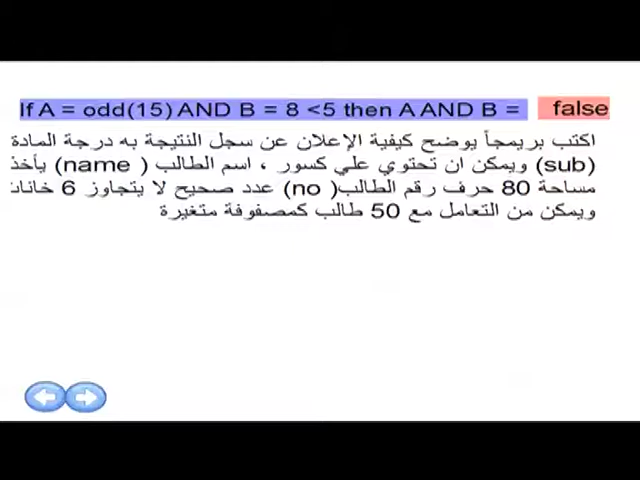 If A = odd(15) AND B = 8 <5 then A AND B = false
اكتب بريمجاً يوضح كيفية الإعلان عن سجل النتيجة به درجة المادة
(sub) ويمكن ان تحتوي علي كسور ، اسم الطالب ( name) يأخذ
مساحة 80 حرف رقم الطالب( no) عدد صحيح لا يتجاوز 6 خانات
ويمكن من التعامل مع 50 طالب كمصفوفة متغيرة